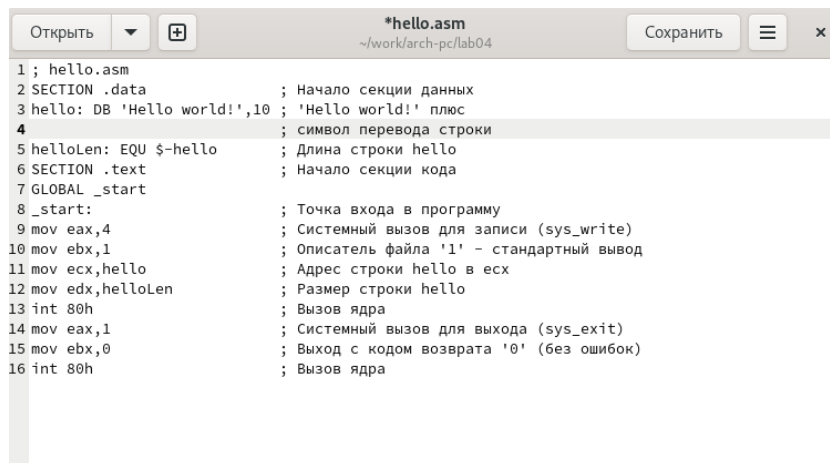 Открыть
*hello.asm
~/work/arch-pc/lab04
Сохранить
1 ; hello.asm
2 SECTION .data ; Начало секции данных
3 hello: DB 'Hello world!',10 ; 'Hello world!' плюс
4 ; символ перевода строки
5 helloLen: EQU $-hello ; Длина строки hello
6 SECTION .text ; Начало секции кода
7 GLOBAL _start
8 _start: ; Точка входа в программу
9 mov eax,4 ; Системный вызов для записи (sys_write)
10 mov ebx,1 ; Описатель файла '1' - стандартный вывод
11 mov ecx,hello ; Адрес строки hello в ecx
12 mov edx,helloLen ; Размер строки hello
13 int 80h ; Вызов ядра
14 mov eax,1 ; Системный вызов для выхода (sys_exit)
15 mov ebx,0 ; Выход с кодом возврата '0' (без ошибок)
16 int 80h ; Вызов ядра